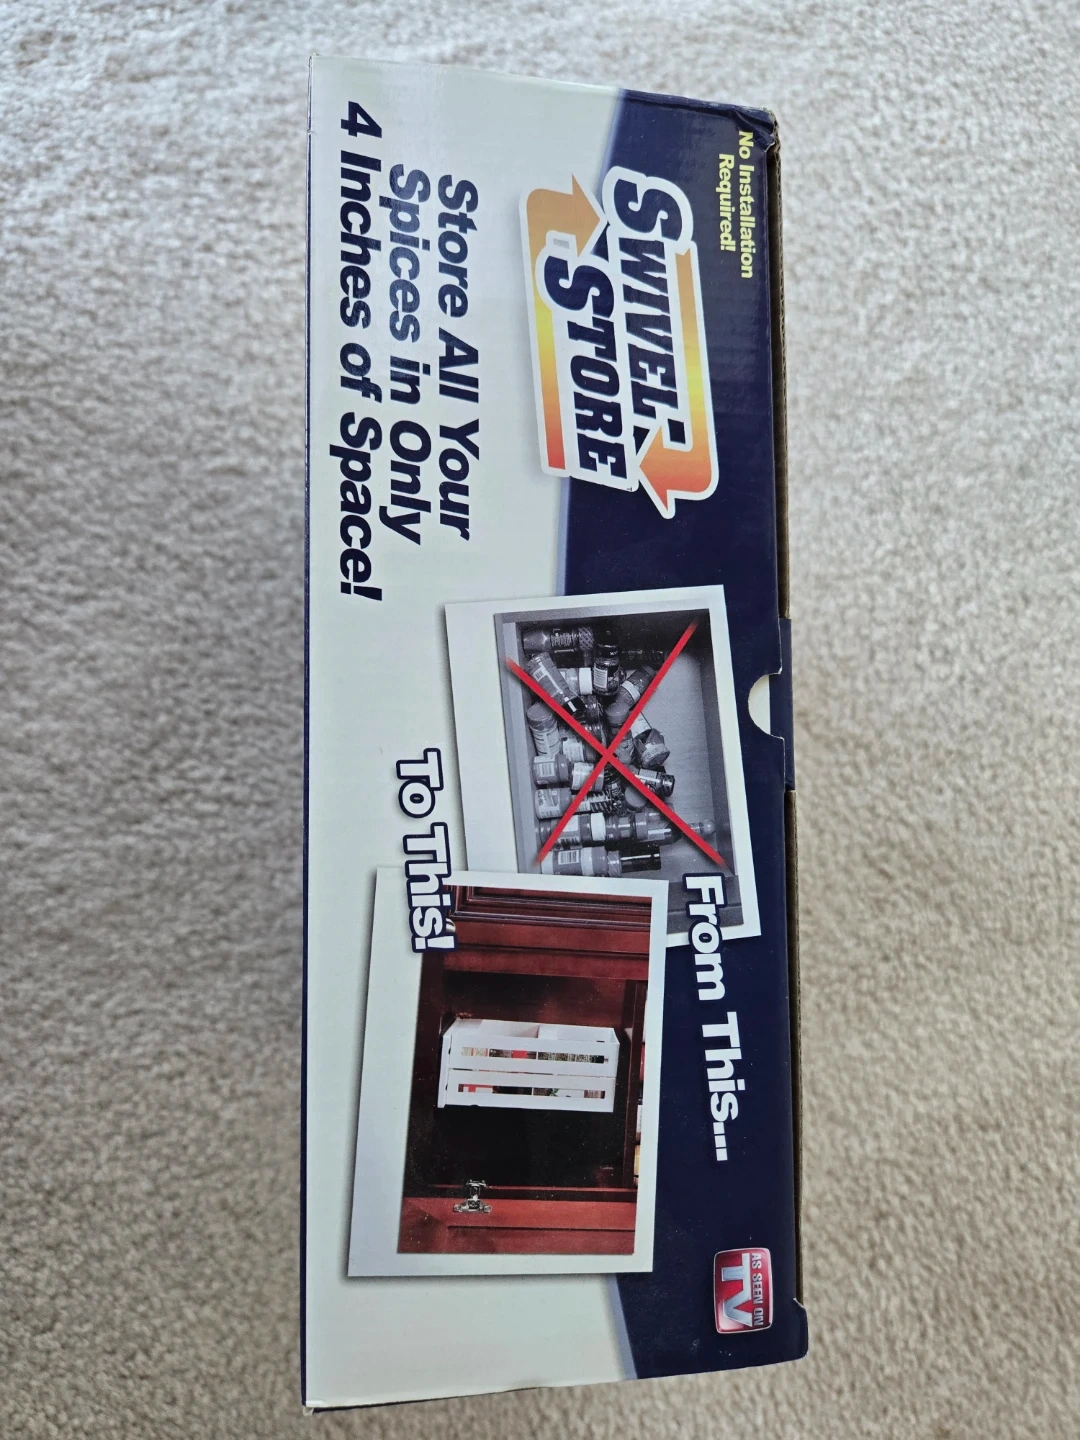 No Installation
Required!
SWIVEL
STORE
Store All Your
Spices in Only
4 Inches of Space!
From This...
To This!
AS SEEN ON
TV